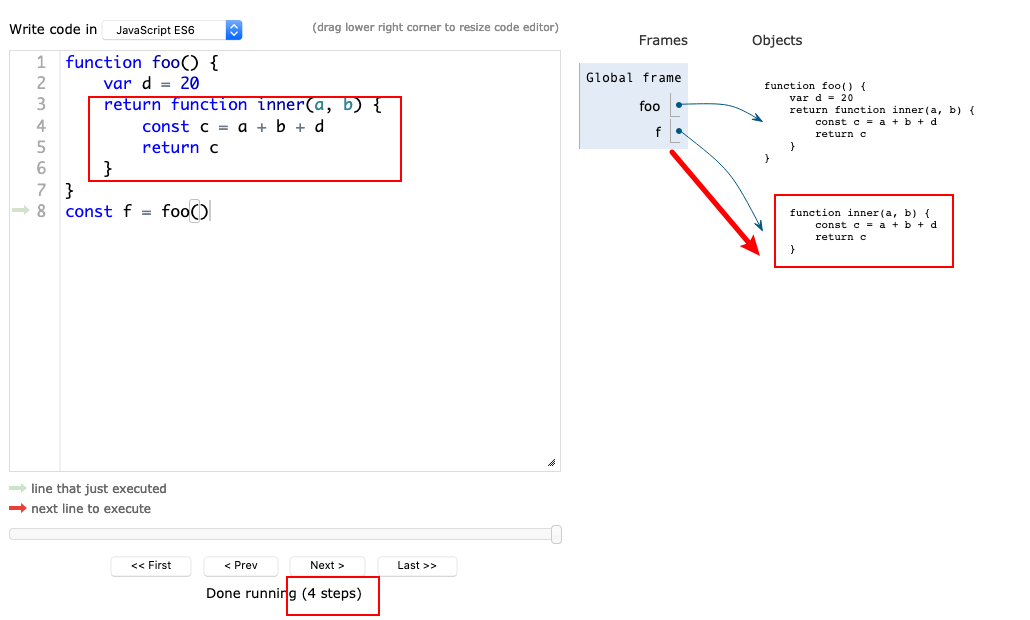 Write code in JavaScript ES6 (drag lower right corner to resize code editor)
1 function foo() {
2     var d = 20
3     return function inner(a, b) {
4         const c = a + b + d
5         return c
6     }
7 }
8 const f = foo()
line that just executed
next line to execute
<< First < Prev Next > Last >>
Done running (4 steps)
Frames Objects
Global frame
foo
f
function foo() {
    var d = 20
    return function inner(a, b) {
        const c = a + b + d
        return c
    }
}
function inner(a, b) {
    const c = a + b + d
    return c
}